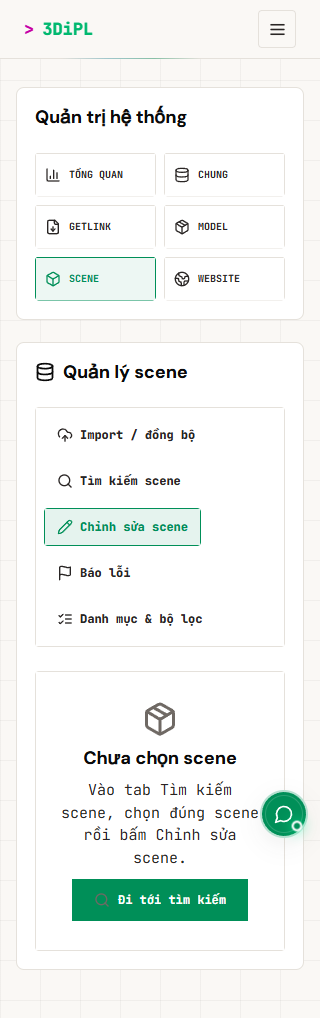 > 3DiPL
Quản trị hệ thống
TỔNG QUAN
CHUNG
GETLINK
MODEL
SCENE
WEBSITE
Quản lý scene
Import / đồng bộ
Tìm kiếm scene
Chỉnh sửa scene
Báo lỗi
Danh mục & bộ lọc
Chưa chọn scene
Vào tab Tìm kiếm
scene, chọn đúng scene
rồi bấm Chỉnh sửa
scene.
Đi tới tìm kiếm